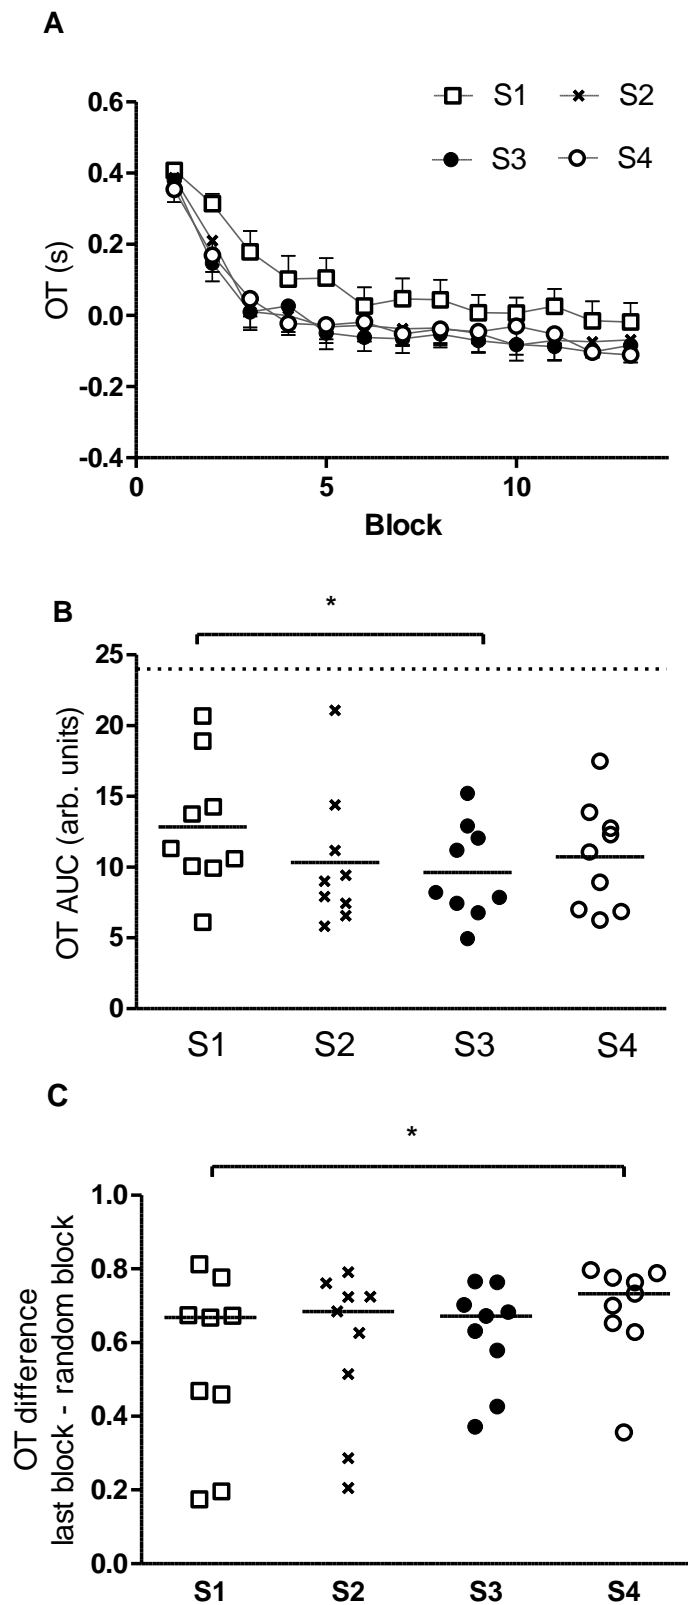 A
S1
S2
S3
S4
0.6
0.4
0.2
0.0
-0.2
-0.4
OT (s)
0
5
10
Block
B
*
25
20
15
10
5
0
OT AUC (arb. units)
S1
S2
S3
S4
C
*
1.0
0.8
0.6
0.4
0.2
0.0
OT difference
last block - random block
S1
S2
S3
S4